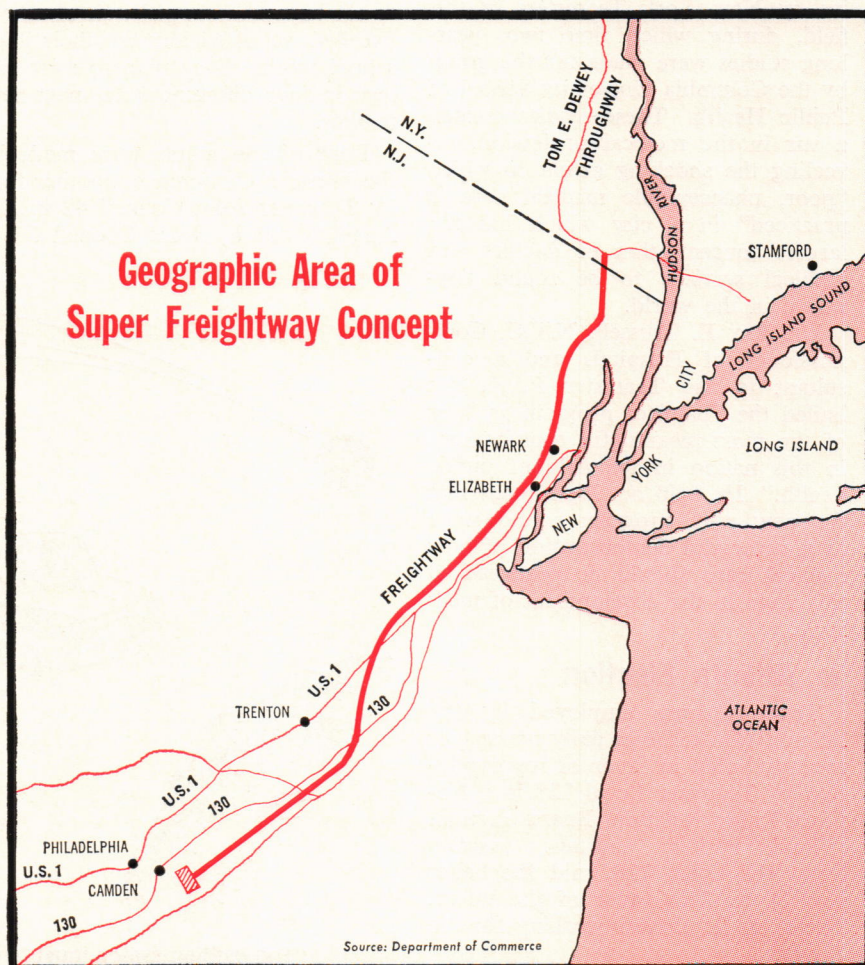 N.Y.
N.J.
TOM E. DEWEY
THROUGHWAY
HUDSON
RIVER
STAMFORD
Geographic Area of
Super Freightway Concept
LONG ISLAND SOUND
CITY
NEWARK
LONG ISLAND
YORK
ELIZABETH
NEW
FREIGHTWAY
U.S. 1
TRENTON
130
ATLANTIC
OCEAN
U.S. 1
130
PHILADELPHIA
U.S. 1
CAMDEN
130
Source: Department of Commerce